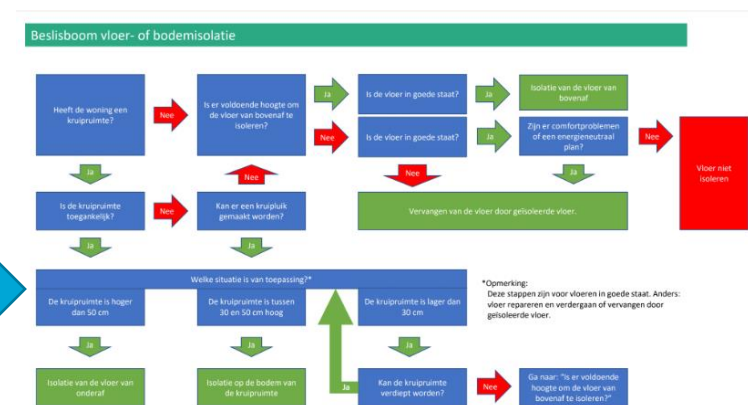 Beslisboom vloer- of bodemisolatie
Heeft de woning een
kruipruimte?
Nee
Is er voldoende hoogte om
de vloer van bovenaf te
isoleren?
Ja
Is de vloer in goede staat?
Ja
Isolatie van de vloer van
bovenaf
Nee
Is de vloer in goede staat?
Ja
Zijn er comfortproblemen
of een energieneutraal
plan?
Nee
Vloer niet
isoleren
Ja
Nee
Nee
Ja
Is de kruipruimte
toegankelijk?
Nee
Kan er een kruipluik
gemaakt worden?
Vervangen van de vloer door geïsoleerde vloer.
Ja
Ja
Welke situatie is van toepassing?*
De kruipruimte is hoger
dan 50 cm
De kruipruimte is tussen
30 en 50 cm hoog
De kruipruimte is lager dan
30 cm
*Opmerking:
Deze stappen zijn voor vloeren in goede staat. Anders:
vloer repareren en verdergaan of vervangen door
geïsoleerde vloer.
Ja
Ja
Ja
Isolatie van de vloer van
onderaf
Isolatie op de bodem van
de kruipruimte
Ja
Kan de kruipruimte
verdiept worden?
Nee
Ga naar: "Is er voldoende
hoogte om de vloer van
bovenaf te isoleren?"